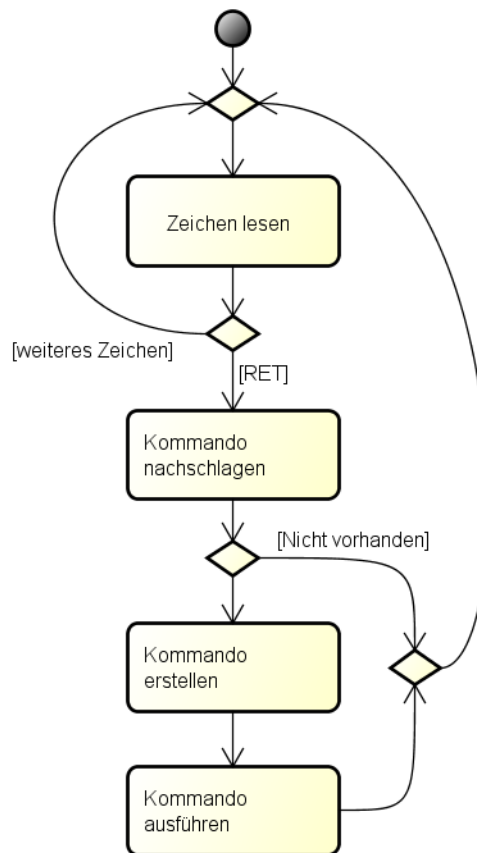 Zeichen lesen
[weiteres Zeichen]
[RET]
Kommando
nachschlagen
[Nicht vorhanden]
Kommando
erstellen
Kommando
ausführen